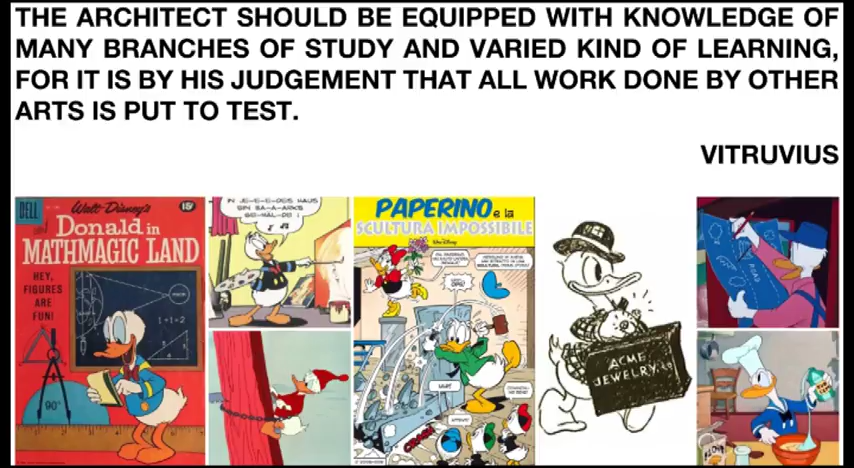 THE ARCHITECT SHOULD BE EQUIPPED WITH KNOWLEDGE OF
MANY BRANCHES OF STUDY AND VARIED KIND OF LEARNING,
FOR IT IS BY HIS JUDGEMENT THAT ALL WORK DONE BY OTHER
ARTS IS PUT TO TEST.
VITRUVIUS
DELL
Walt Disney's
15¢
Donald in
MATHMAGIC LAND
HEY,
FIGURES
ARE
FUN!
1+1=2
90°
PAPERINO e la
SCULTURA IMPOSSIBILE
Walt Disney
ACME
JEWELRY
ROAD